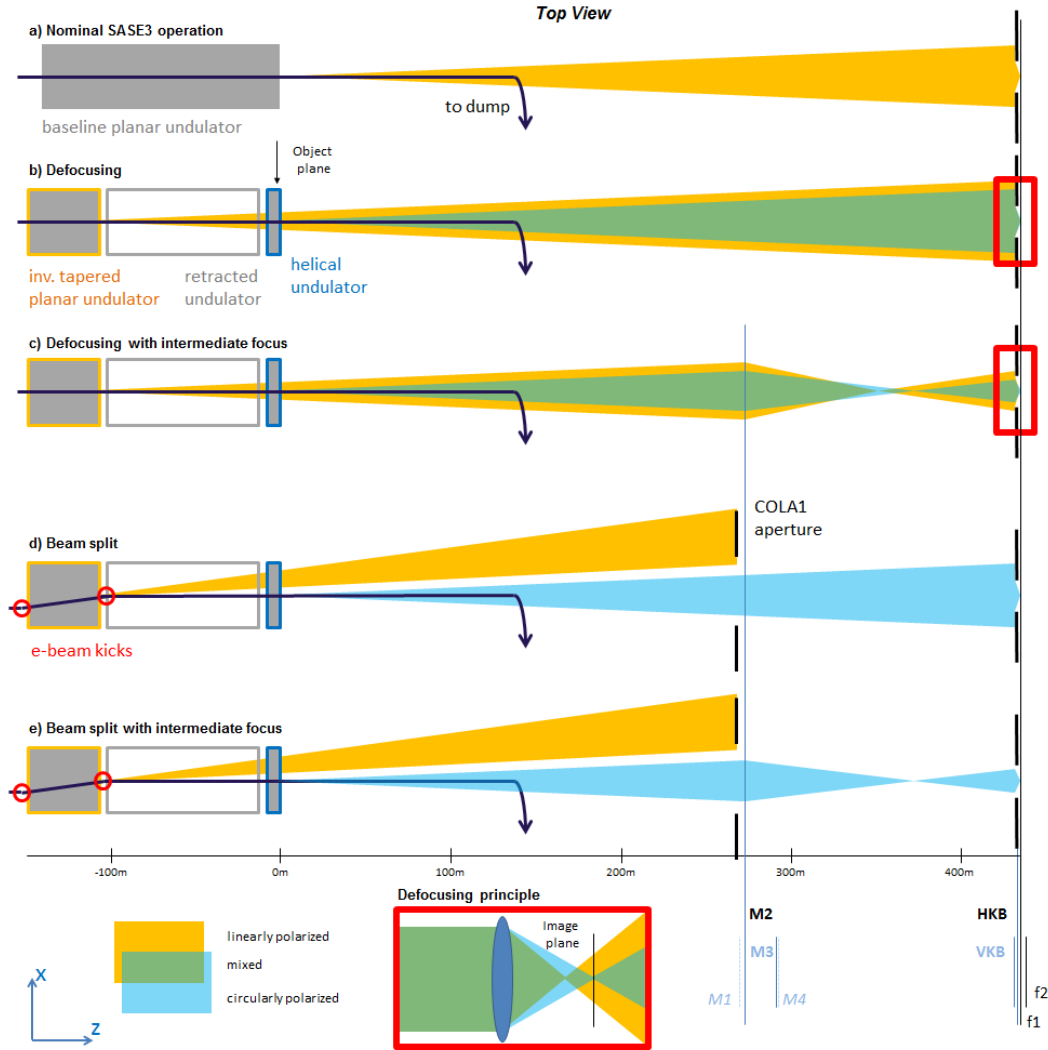 Top View
a) Nominal SASE3 operation
to dump
baseline planar undulator
Object
plane
b) Defocusing
inv. tapered
planar undulator
retracted
undulator
helical
undulator
c) Defocusing with intermediate focus
COLA1
aperture
d) Beam split
e-beam kicks
e) Beam split with intermediate focus
-100m
0m
100m
200m
300m
400m
Defocusing principle
linearly polarized
mixed
circularly polarized
X
Z
Image
plane
M2
M3
M1
M4
HKB
VKB
f2
f1